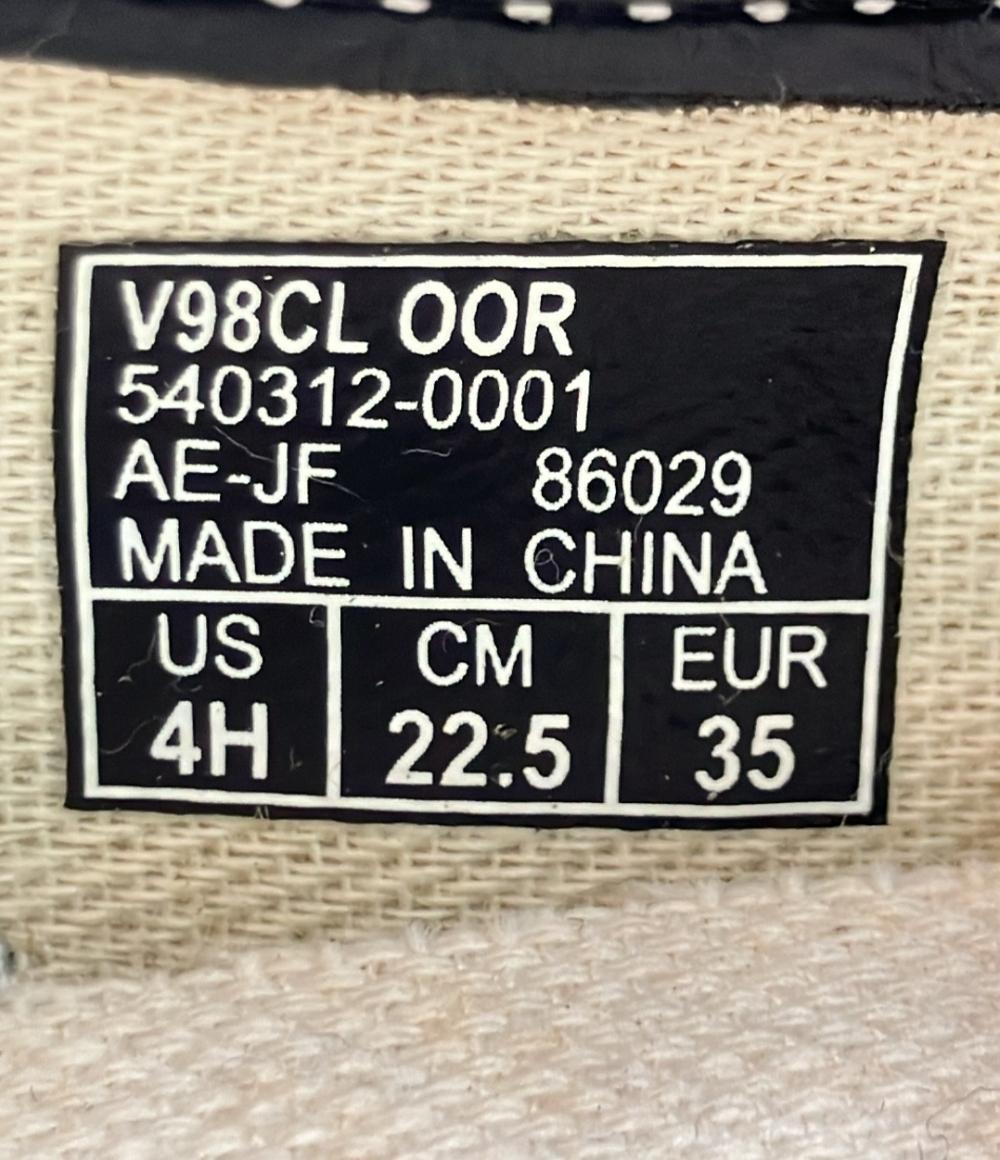 V98CL OOR
540312-0001
AE-JF 86029
MADE IN CHINA
US CM EUR
4H 22.5 35